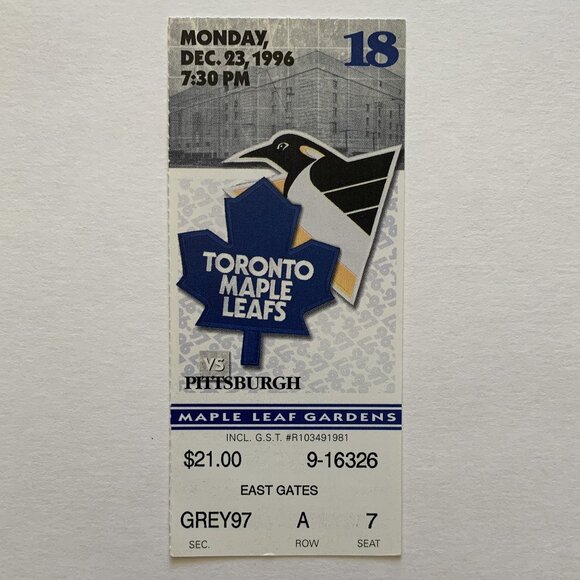 MONDAY,
DEC. 23, 1996
7:30 PM
18
TORONTO
MAPLE
LEAFS
VS
PITTSBURGH
MAPLE LEAF GARDENS
INCL. G.S.T. #R103491981
$21.00 9-16326
EAST GATES
GREY97 A 7
SEC. ROW SEAT